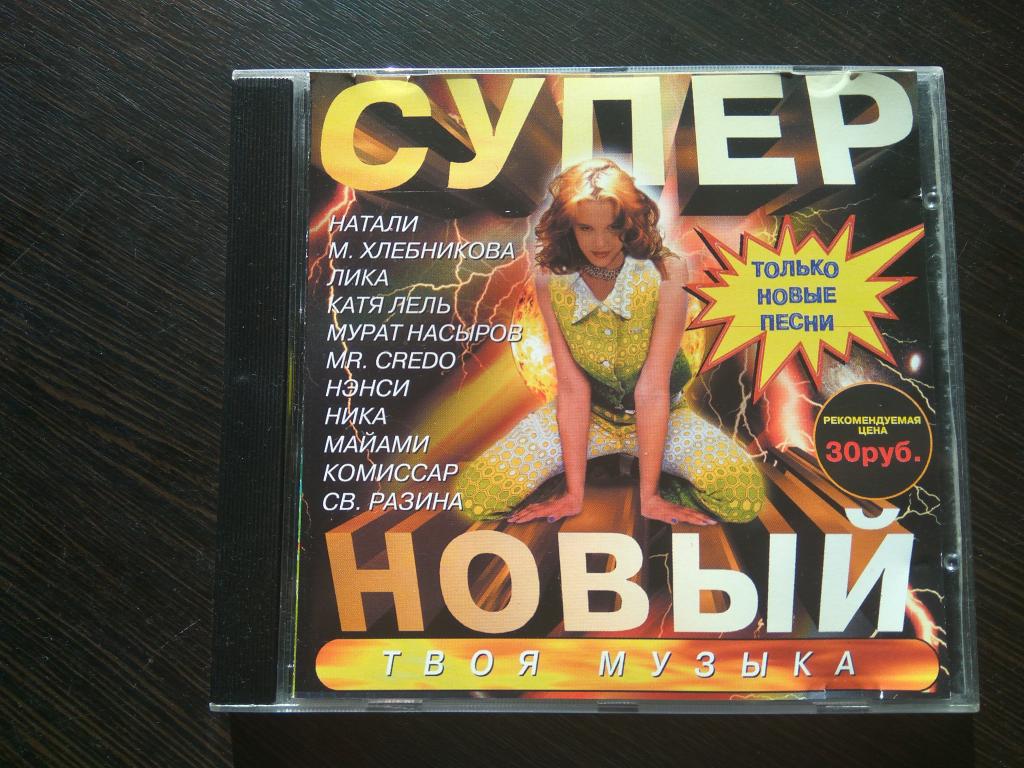 СУПЕР
НАТАЛИ
М. ХЛЕБНИКОВА
ЛИКА
КАТЯ ЛЕЛЬ
МУРАТ НАСЫРОВ
MR. CREDO
НЭНСИ
НИКА
МАЙАМИ
КОМИССАР
СВ. РАЗИНА
ТОЛЬКО
НОВЫЕ
ПЕСНИ
РЕКОМЕНДУЕМАЯ
ЦЕНА
30руб.
НОВЫЙ
ТВОЯ МУЗЫКА